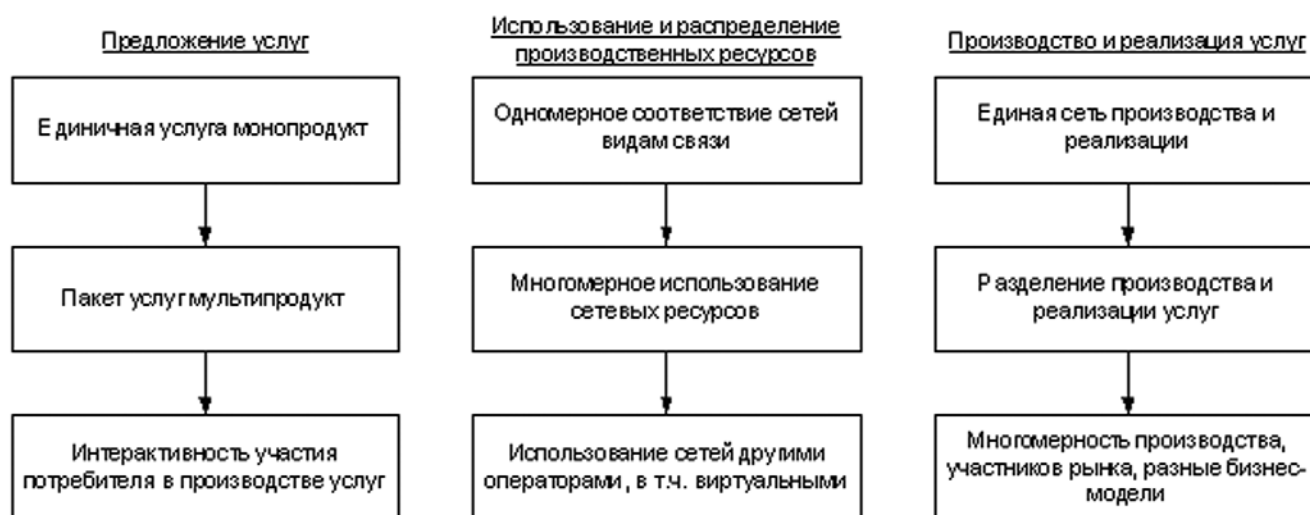 Предложение услуг
Единичная услуга монопродукт
Пакет услуг мультипродукт
Интерактивность участия
потребителя в производстве услуг
Использование и распределение
производственных ресурсов
Одномерное соответствие сетей
видам связи
Многомерное использование
сетевых ресурсов
Использование сетей другими
операторами, в т.ч. виртуальными
Производство и реализация услуг
Единая сеть производства и
реализации
Разделение производства и
реализации услуг
Многомерность производства,
участников рынка, разные бизнес-
модели